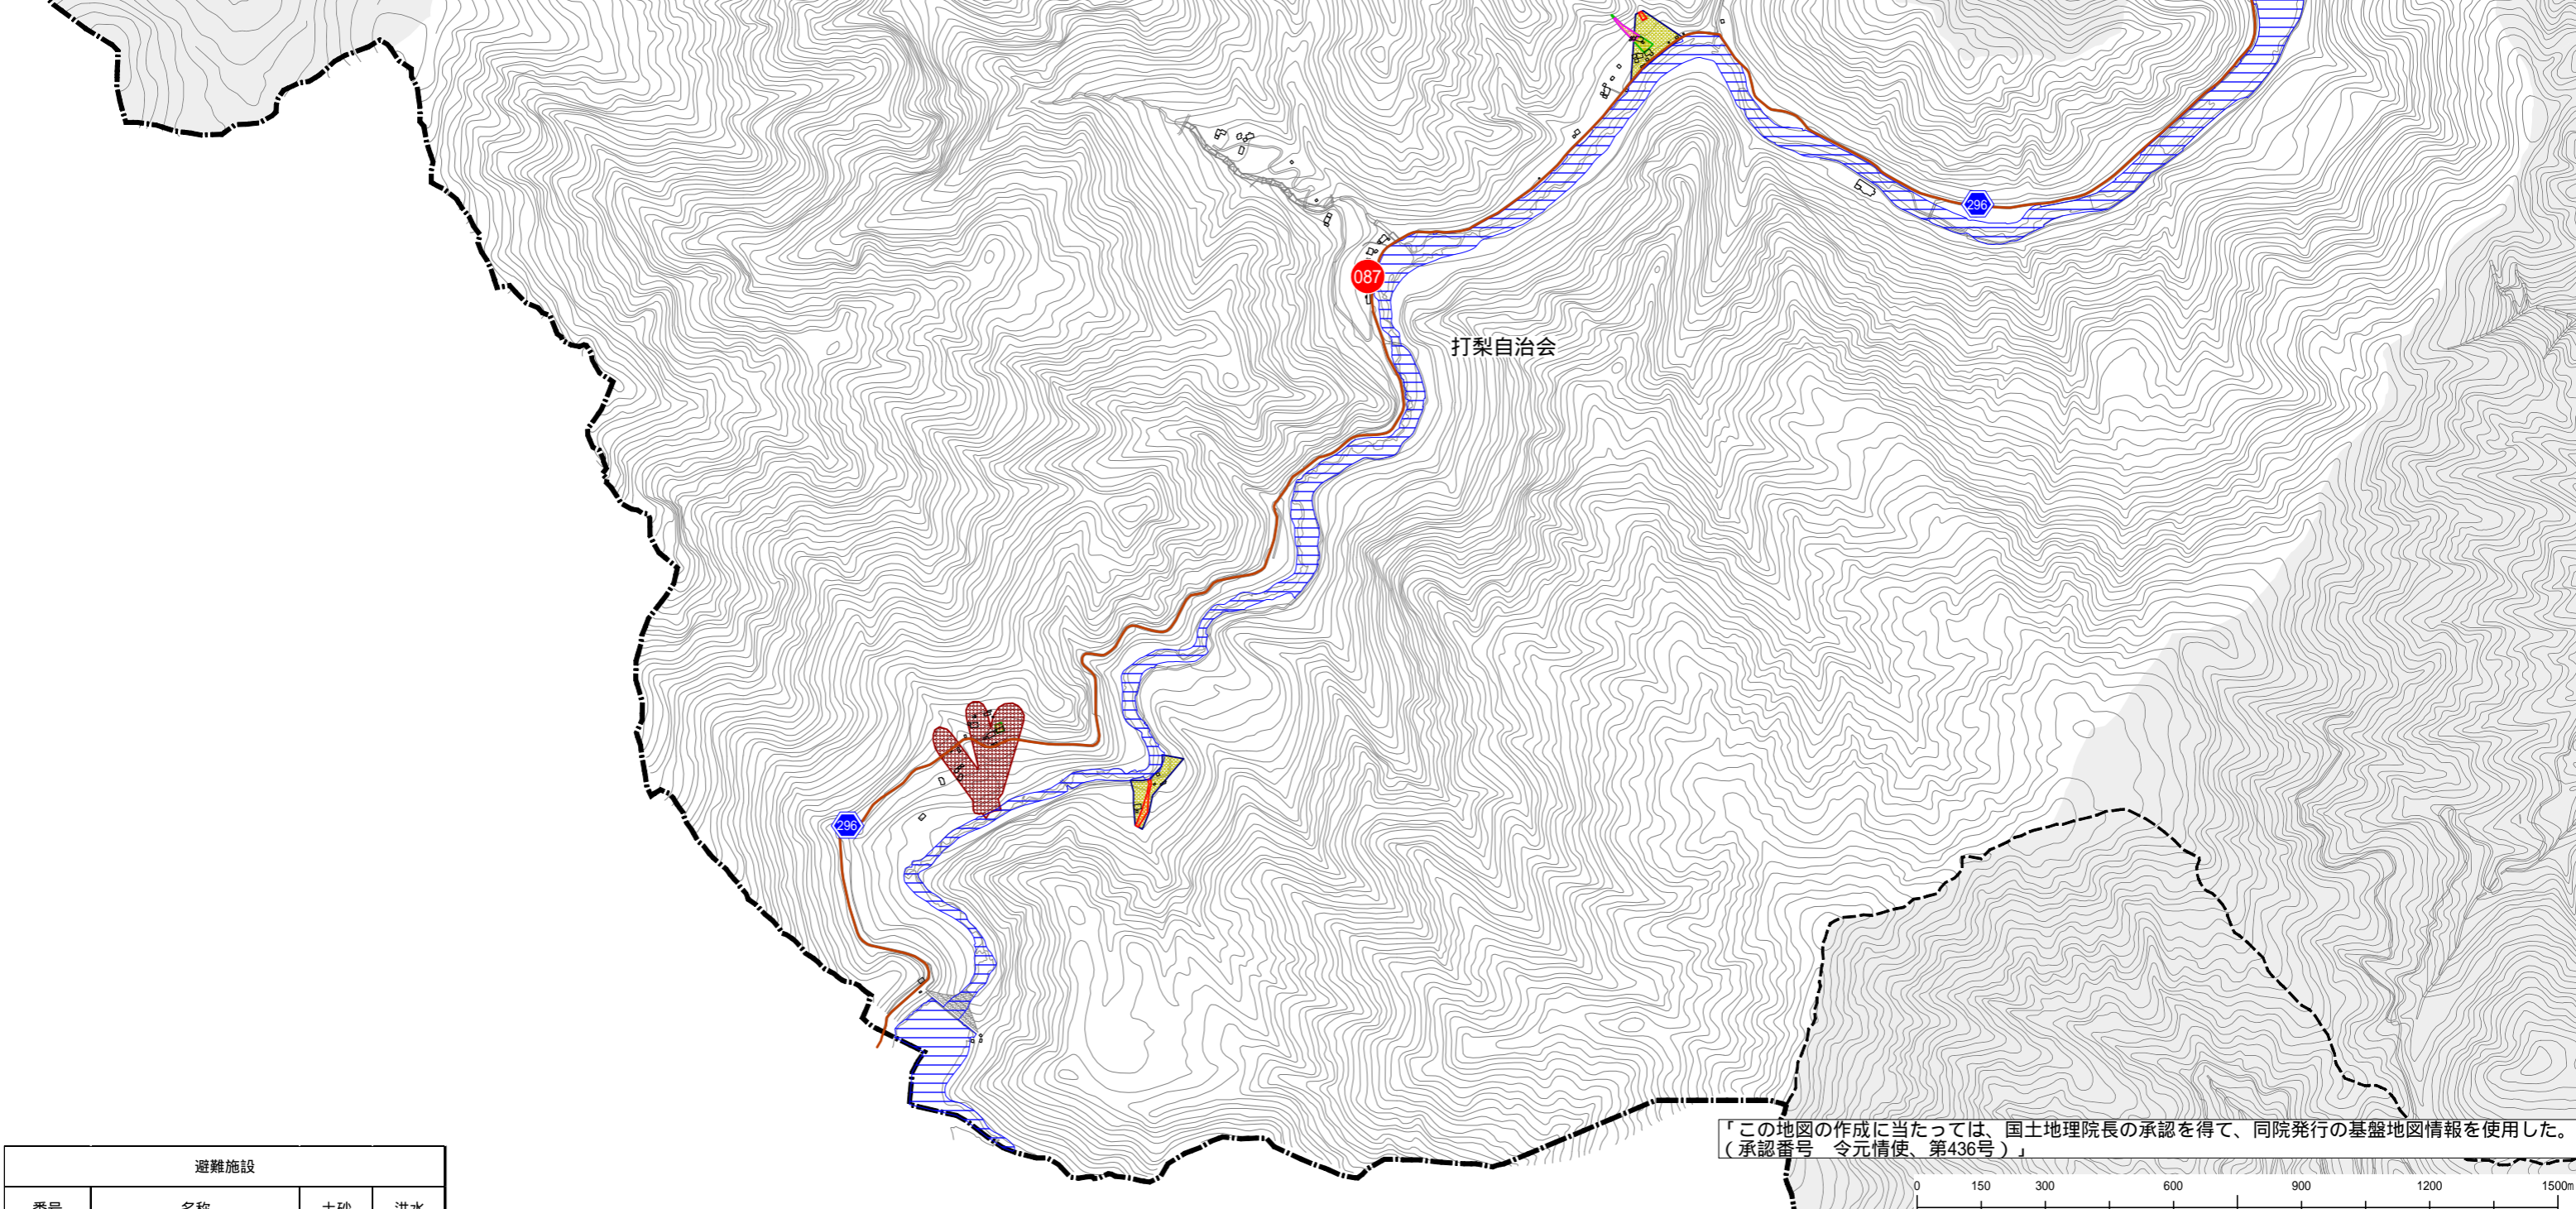 296
087
打梨自治会
296
「この地図の作成に当たっては、国土地理院長の承認を得て、同院発行の基盤地図情報を使用した。
（承認番号　令元情使、第436号）」
避難施設
番号 名称 土砂 洪水
0 150 300 600 900 1200 1500m